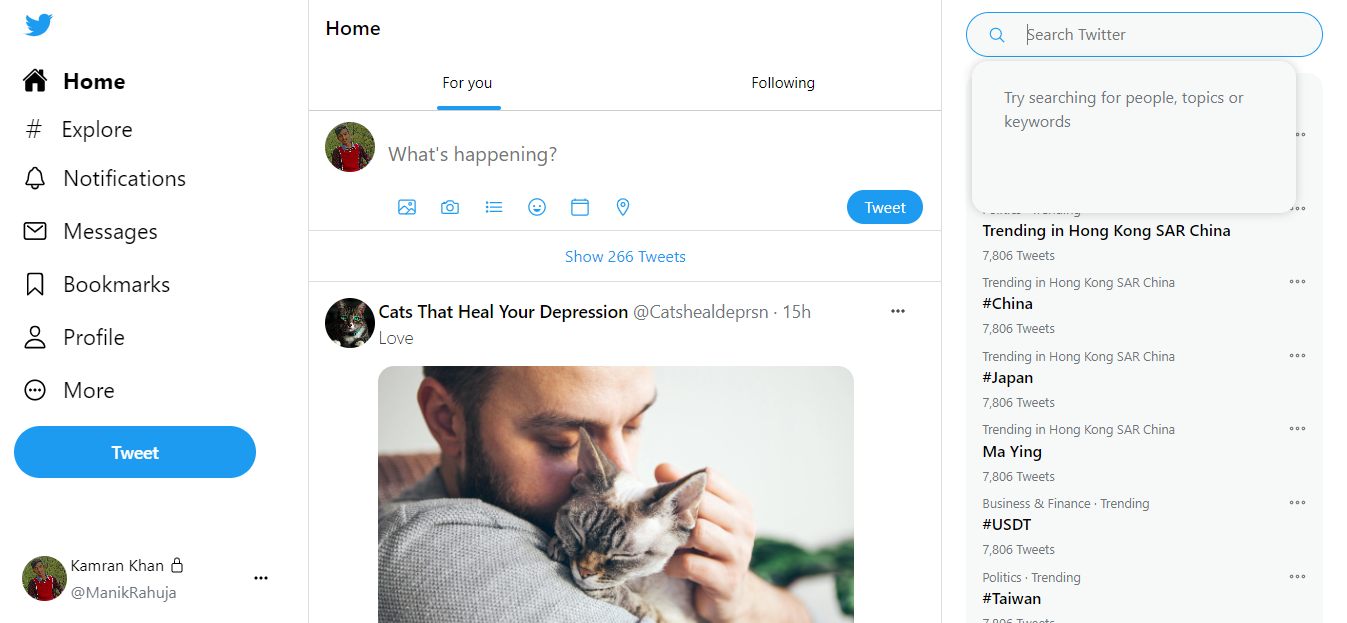 Home
Explore
Notifications
Messages
Bookmarks
Profile
More
Tweet
Kamran Khan
@ManikRahuja
Home
For you
Following
What's happening?
Tweet
Show 266 Tweets
Cats That Heal Your Depression @Catshealdeprsn · 15h
Love
Search Twitter
Try searching for people, topics or
keywords
Politics · Trending
Trending in Hong Kong SAR China
7,806 Tweets
Trending in Hong Kong SAR China
#China
7,806 Tweets
Trending in Hong Kong SAR China
#Japan
7,806 Tweets
Trending in Hong Kong SAR China
Ma Ying
7,806 Tweets
Business & Finance · Trending
#USDT
7,806 Tweets
Politics · Trending
#Taiwan
7,806 Tweets